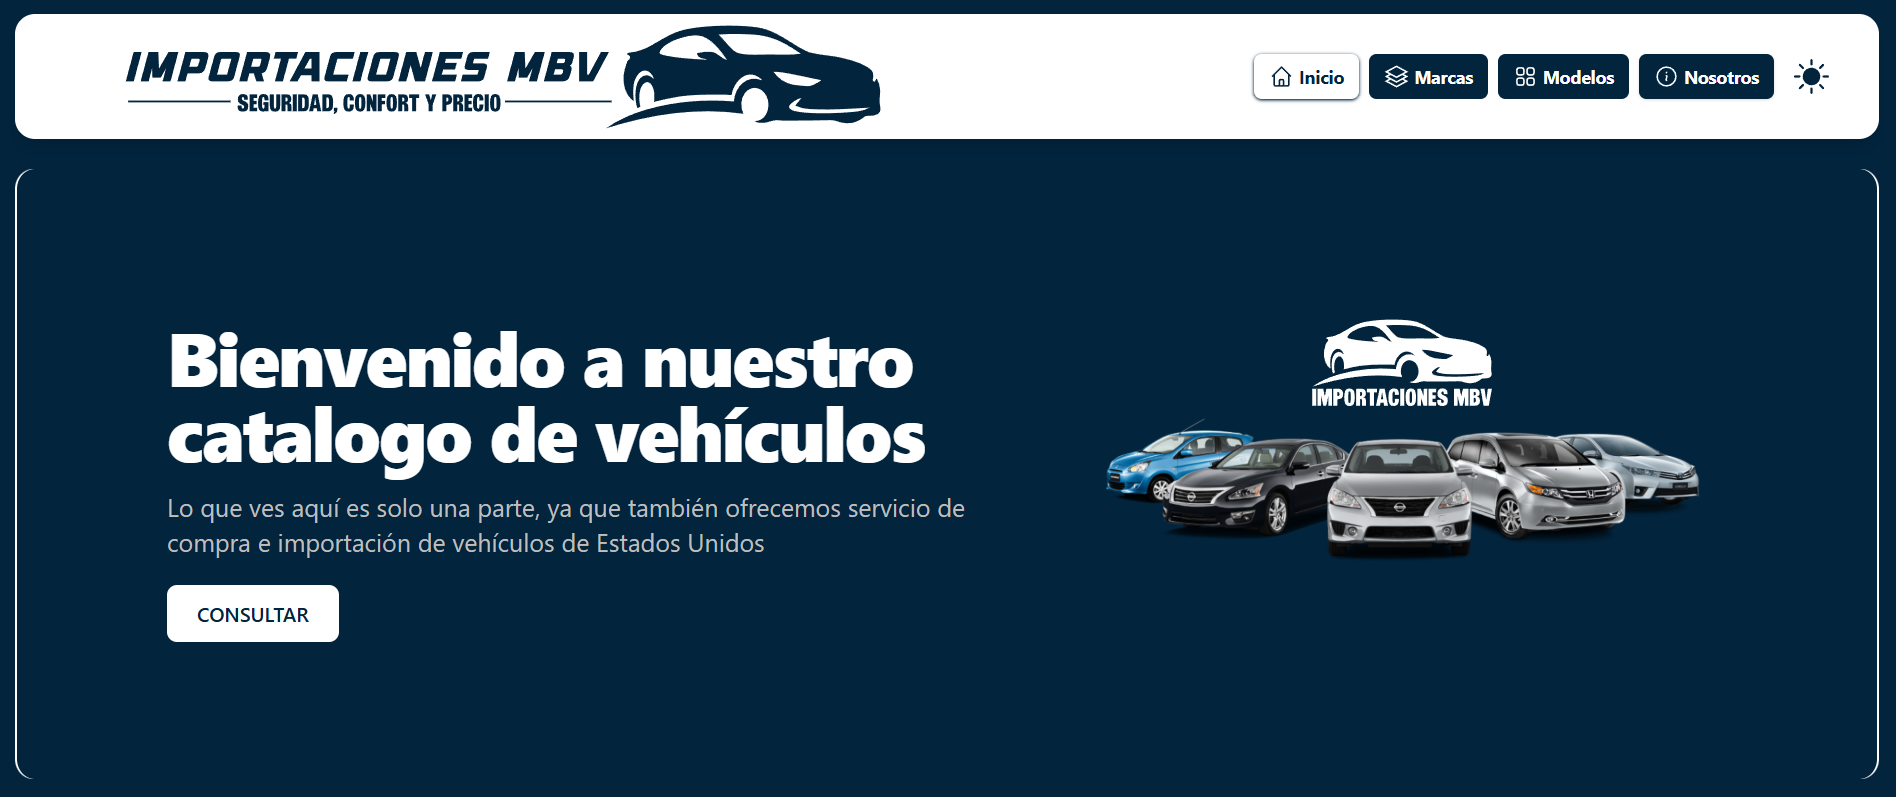 IMPORTACIONES MBV
SEGURIDAD, CONFORT Y PRECIO
Inicio
Marcas
Modelos
Nosotros
Bienvenido a nuestro
catalogo de vehículos
Lo que ves aquí es solo una parte, ya que también ofrecemos servicio de
compra e importación de vehículos de Estados Unidos
CONSULTAR
IMPORTACIONES MBV